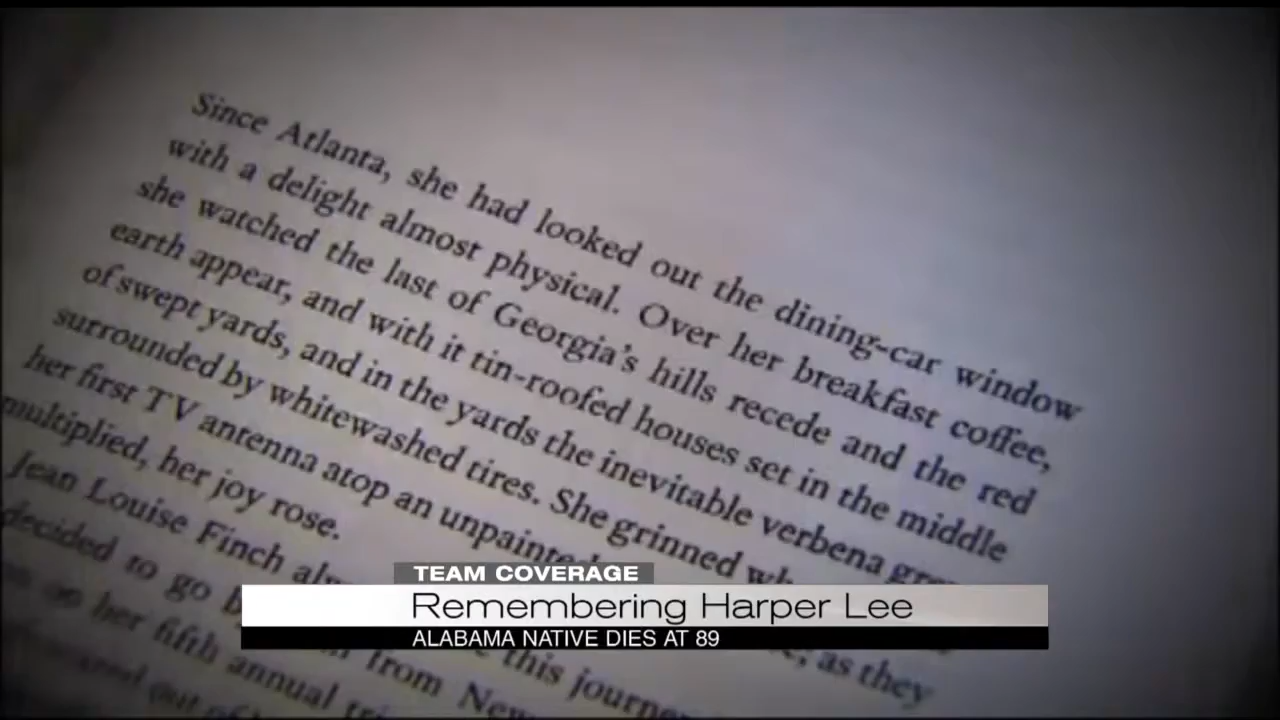 Since Atlanta, she had looked out the dining-car window
with a delight almost physical. Over her breakfast coffee,
she watched the last of Georgia's hills recede and the red
earth appear, and with it tin-roofed houses set in the middle
of swept yards, and in the yards the inevitable verbena
surrounded by whitewashed tires. She grinned
her first TV antenna atop an
multiplied, her joy rose. as they
Jean Louise Finch this
decided to go from
on her fifth annual
TEAM COVERAGE
Remembering Harper Lee
ALABAMA NATIVE DIES AT 89